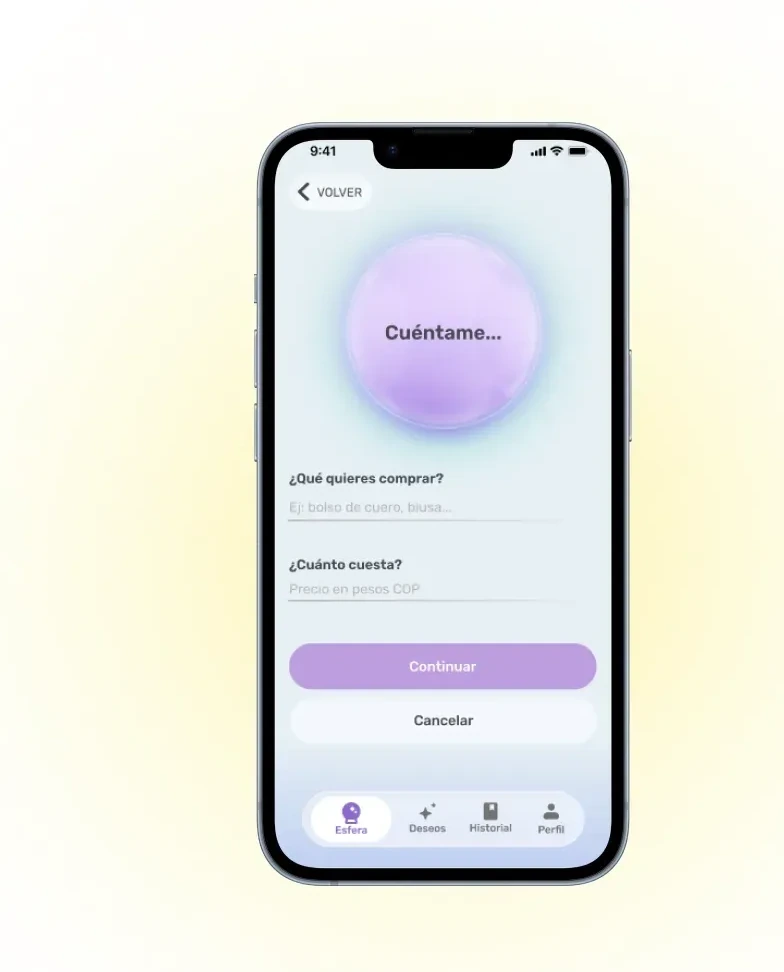 9:41
VOLVER
Cuéntame...
¿Qué quieres comprar?
Ej: bolso de cuero, blusa...
¿Cuánto cuesta?
Precio en pesos COP
Continuar
Cancelar
Esfera Deseos Historial Perfil